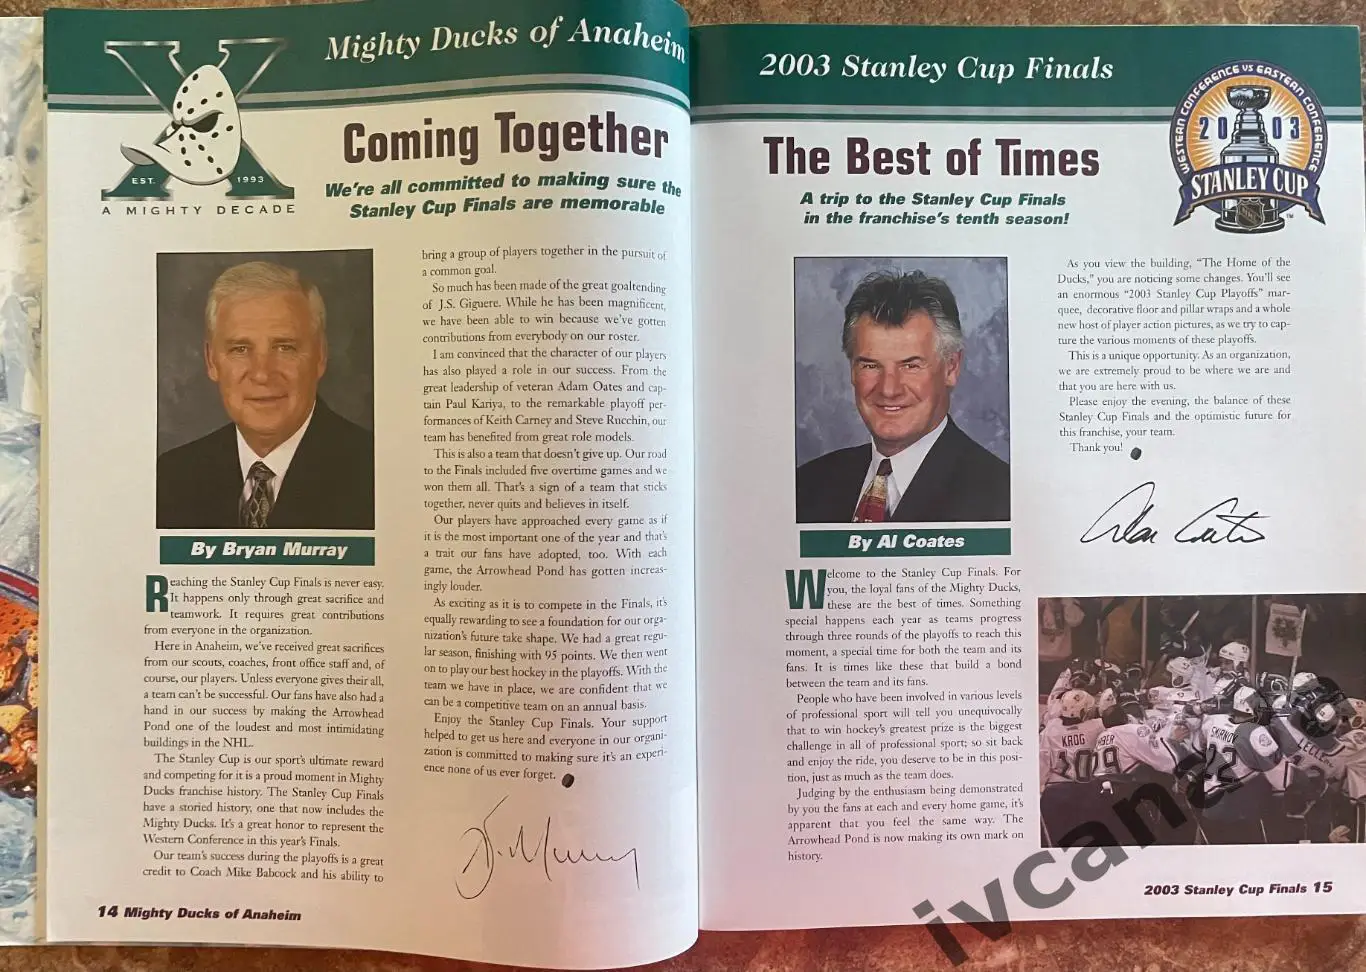 Mighty Ducks of Anaheim
EST. 1993
A MIGHTY DECADE
Coming Together
We're all committed to making sure the
Stanley Cup Finals are memorable
By Bryan Murray
Reaching the Stanley Cup Finals is never easy.
It happens only through great sacrifice and
teamwork. It requires great contributions
from everyone in the organization.
Here in Anaheim, we've received great sacrifices
from our scouts, coaches, front office staff and, of
course, our players. Unless everyone gives their all,
a team can't be successful. Our fans have also had a
hand in our success by making the Arrowhead
Pond one of the loudest and most intimidating
buildings in the NHL.
The Stanley Cup is our sport's ultimate reward
and competing for it is a proud moment in Mighty
Ducks franchise history. The Stanley Cup Finals
have a storied history, one that now includes the
Mighty Ducks. It's a great honor to represent the
Western Conference in this year's Finals.
Our team's success during the playoffs is a great
credit to Coach Mike Babcock and his ability to
bring a group of players together in the pursuit of
a common goal.
So much has been made of the great goaltending
of J.S. Giguere. While he has been magnificent,
we have been able to win because we've gotten
contributions from everybody on our roster.
I am convinced that the character of our players
has also played a role in our success. From the
great leadership of veteran Adam Oates and cap-
tain Paul Kariya, to the remarkable playoff per-
formances of Keith Carney and Steve Rucchin, our
team has benefited from great role models.
This is also a team that doesn't give up. Our road
to the Finals included five overtime games and we
won them all. That's a sign of a team that sticks
together, never quits and believes in itself.
Our players have approached every game as if
it is the most important one of the year and that's
a trait our fans have adopted, too. With each
game, the Arrowhead Pond has gotten increas-
ingly louder.
As exciting as it is to compete in the Finals, it's
equally rewarding to see a foundation for our orga-
nization's future take shape. We had a great regu-
lar season, finishing with 95 points. We then went
on to play our best hockey in the playoffs. With the
team we have in place, we are confident that we
can be a competitive team on an annual basis.
Enjoy the Stanley Cup Finals. Your support
helped to get us here and everyone in our organi-
zation is committed to making sure it's an experi-
ence none of us ever forget.
14 Mighty Ducks of Anaheim
2003 Stanley Cup Finals
WESTERN CONFERENCE VS EASTERN CONFERENCE
2003
STANLEY CUP
NHL
TM
The Best of Times
A trip to the Stanley Cup Finals
in the franchise's tenth season!
By Al Coates
Welcome to the Stanley Cup Finals. For
you, the loyal fans of the Mighty Ducks,
these are the best of times. Something
special happens each year as teams progress
through three rounds of the playoffs to reach this
moment, a special time for both the team and its
fans. It is times like these that build a bond
between the team and its fans.
People who have been involved in various levels
of professional sport will tell you unequivocally
that to win hockey's greatest prize is the biggest
challenge in all of professional sport; so sit back
and enjoy the ride, you deserve to be in this posi-
tion, just as much as the team does.
Judging by the enthusiasm being demonstrated
by you the fans at each and every home game, it's
apparent that you feel the same way. The
Arrowhead Pond is now making its own mark on
history.
As you view the building, "The Home of the
Ducks," you are noticing some changes. You'll see
an enormous "2003 Stanley Cup Playoffs" mar-
quee, decorative floor and pillar wraps and a whole
new host of player action pictures, as we try to cap-
ture the various moments of these playoffs.
This is a unique opportunity. As an organization,
we are extremely proud to be where we are and
that you are here with us.
Please enjoy the evening, the balance of these
Stanley Cup Finals and the optimistic future for
this franchise, your team.
Thank you!
KROG
SMIRNOV
22
2003 Stanley Cup Finals 15
ivcanada